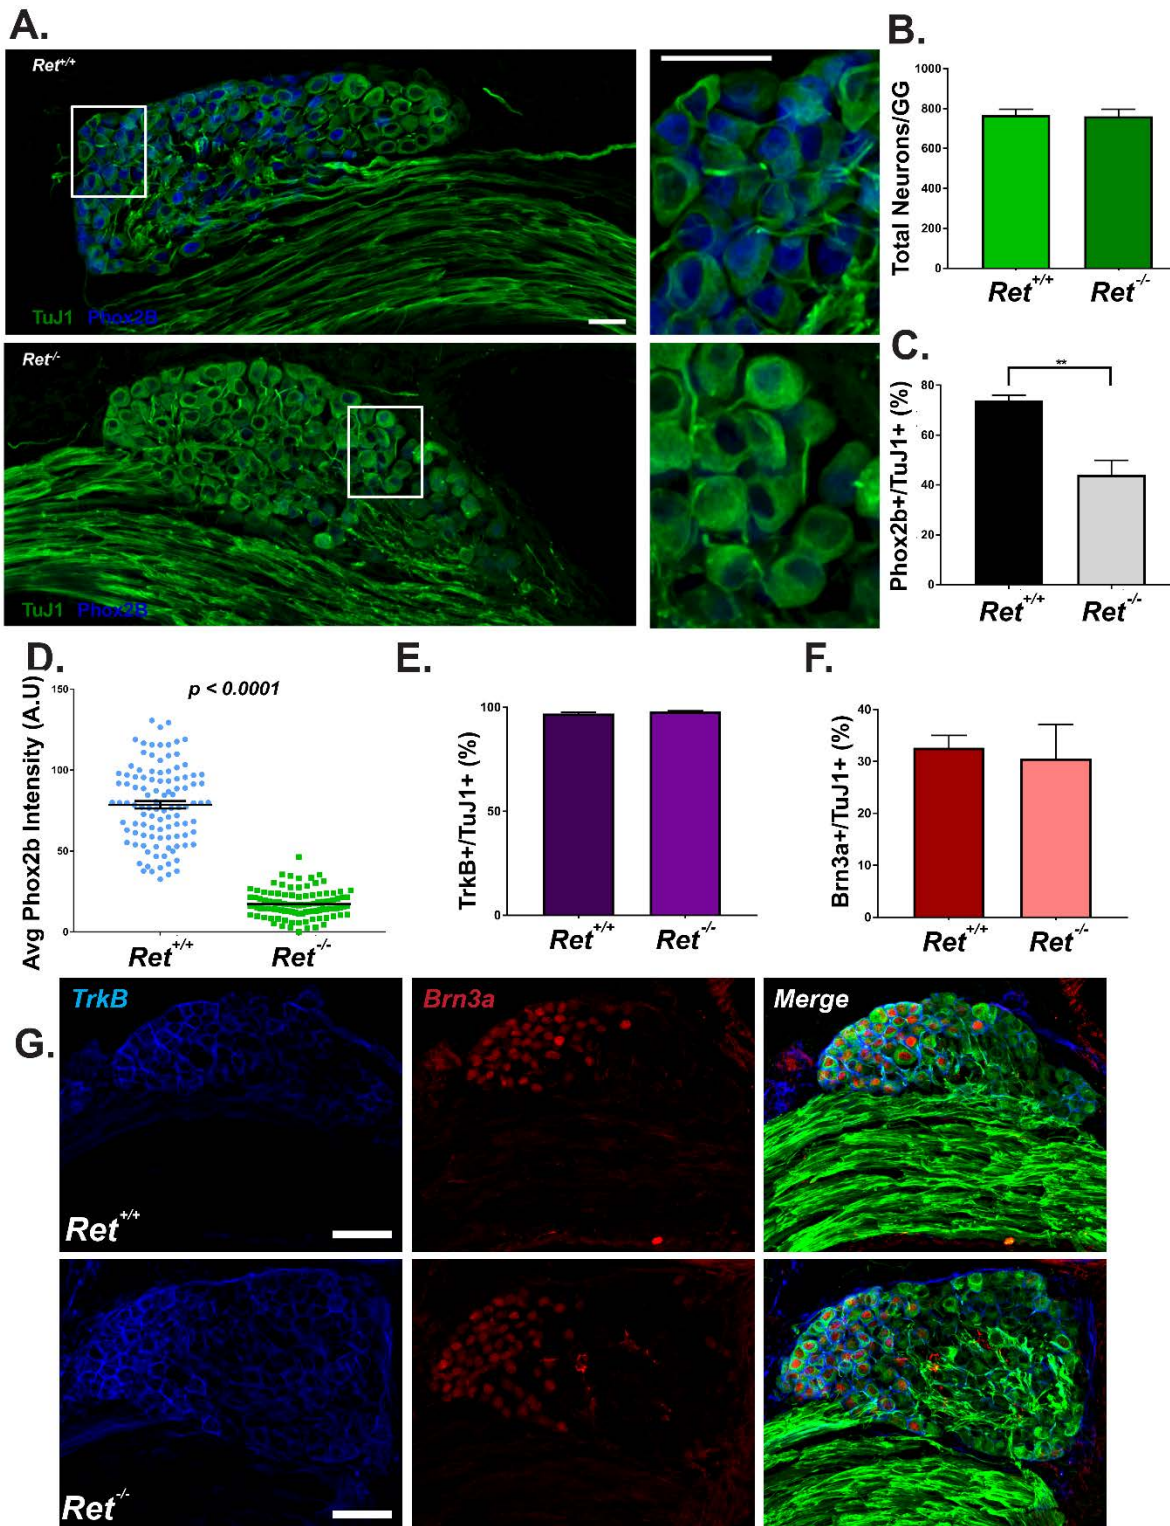 A.
Ret+/+
TuJ1 Phox2B
Ret-/-
TuJ1 Phox2B
B.
Total Neurons/GG
1000
800
600
400
200
0
Ret+/+ Ret-/-
C.
Phox2b+/TuJ1+ (%)
**
80
60
40
20
0
Ret+/+ Ret-/-
D.
p < 0.0001
Avg Phox2b Intensity (A.U)
150
100
50
0
Ret+/+ Ret-/-
E.
TrkB+/TuJ1+ (%)
100
50
0
Ret+/+ Ret-/-
F.
Brn3a+/TuJ1+ (%)
40
30
20
10
0
Ret+/+ Ret-/-
G.
TrkB Brn3a Merge
Ret+/+
Ret-/-